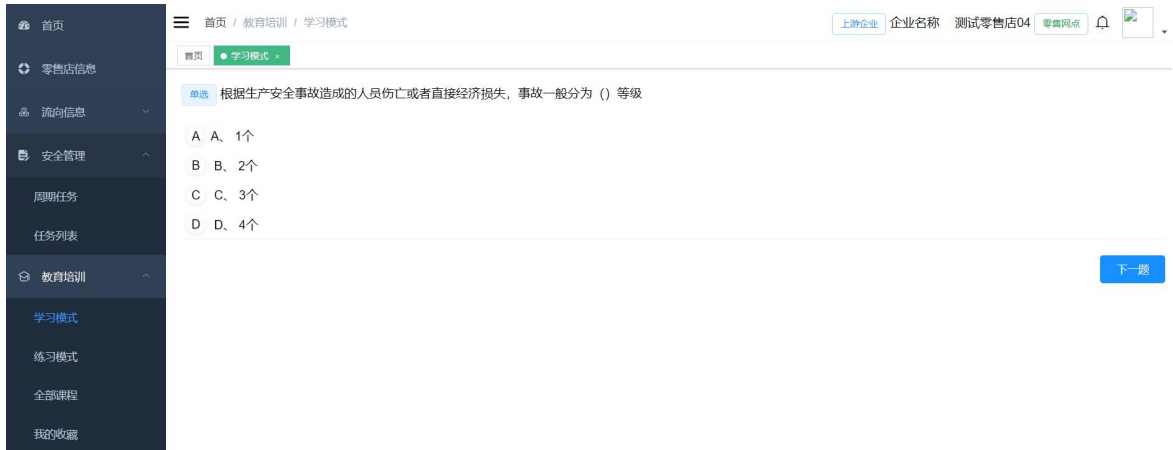 首页
零售店信息
流向信息
安全管理
周期任务
任务列表
教育培训
学习模式
练习模式
全部课程
我的收藏
首页 / 教育培训 / 学习模式
上游企业 企业名称 测试零售店04 零售网点
首页 学习模式 ×
单选 根据生产安全事故造成的人员伤亡或者直接经济损失，事故一般分为（）等级
A A、 1个
B B、 2个
C C、 3个
D D、 4个
下一题